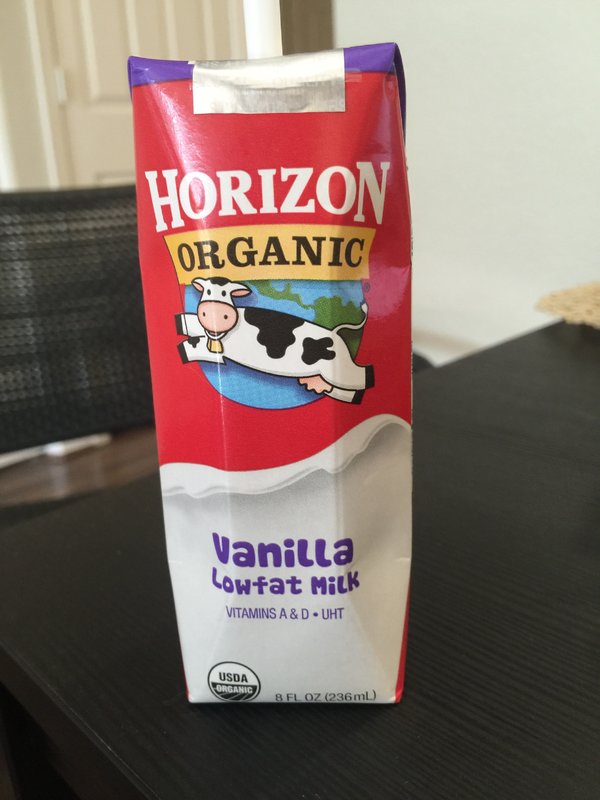 HORIZON
ORGANIC
®
Vanilla
Lowfat Milk
VITAMINS A & D • UHT
USDA
ORGANIC
8 FL OZ (236mL)